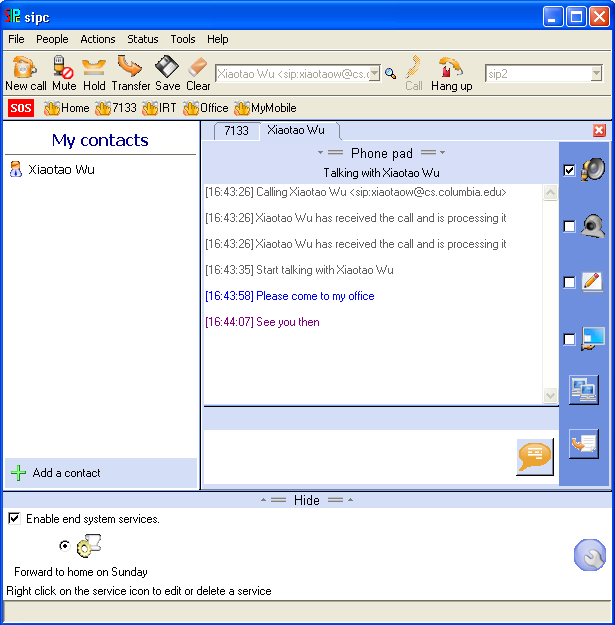 SIPC sipc
File People Actions Status Tools Help
New call Mute Hold Transfer Save Clear Xiaotao Wu <sip:xiaotaow@cs.c Call Hang up sip2
SOS Home 7133 IRT Office MyMobile
My contacts
Xiaotao Wu
Add a contact
7133 Xiaotao Wu
Phone pad
Talking with Xiaotao Wu
[16:43:26] Calling Xiaotao Wu <sip:xiaotaow@cs.columbia.edu>
[16:43:26] Xiaotao Wu has received the call and is processing it
[16:43:26] Xiaotao Wu has received the call and is processing it
[16:43:35] Start talking with Xiaotao Wu
[16:43:58] Please come to my office
[16:44:07] See you then
Hide
Enable end system services.
Forward to home on Sunday
Right click on the service icon to edit or delete a service